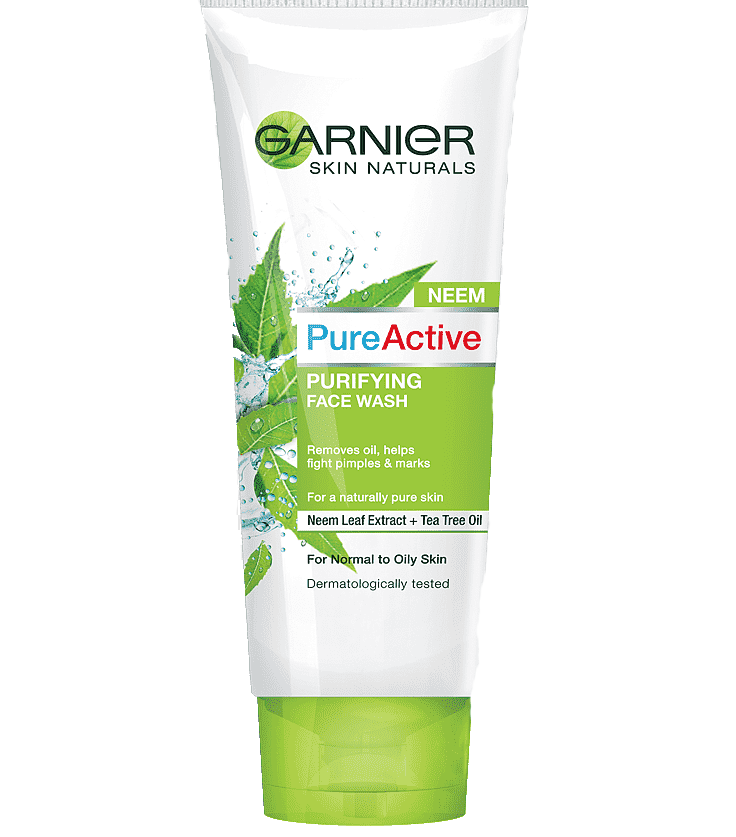 GARNIER
SKIN NATURALS
NEEM
PureActive
PURIFYING
FACE WASH
Removes oil, helps
fight pimples & marks
For a naturally pure skin
Neem Leaf Extract + Tea Tree Oil
For Normal to Oily Skin
Dermatologically tested